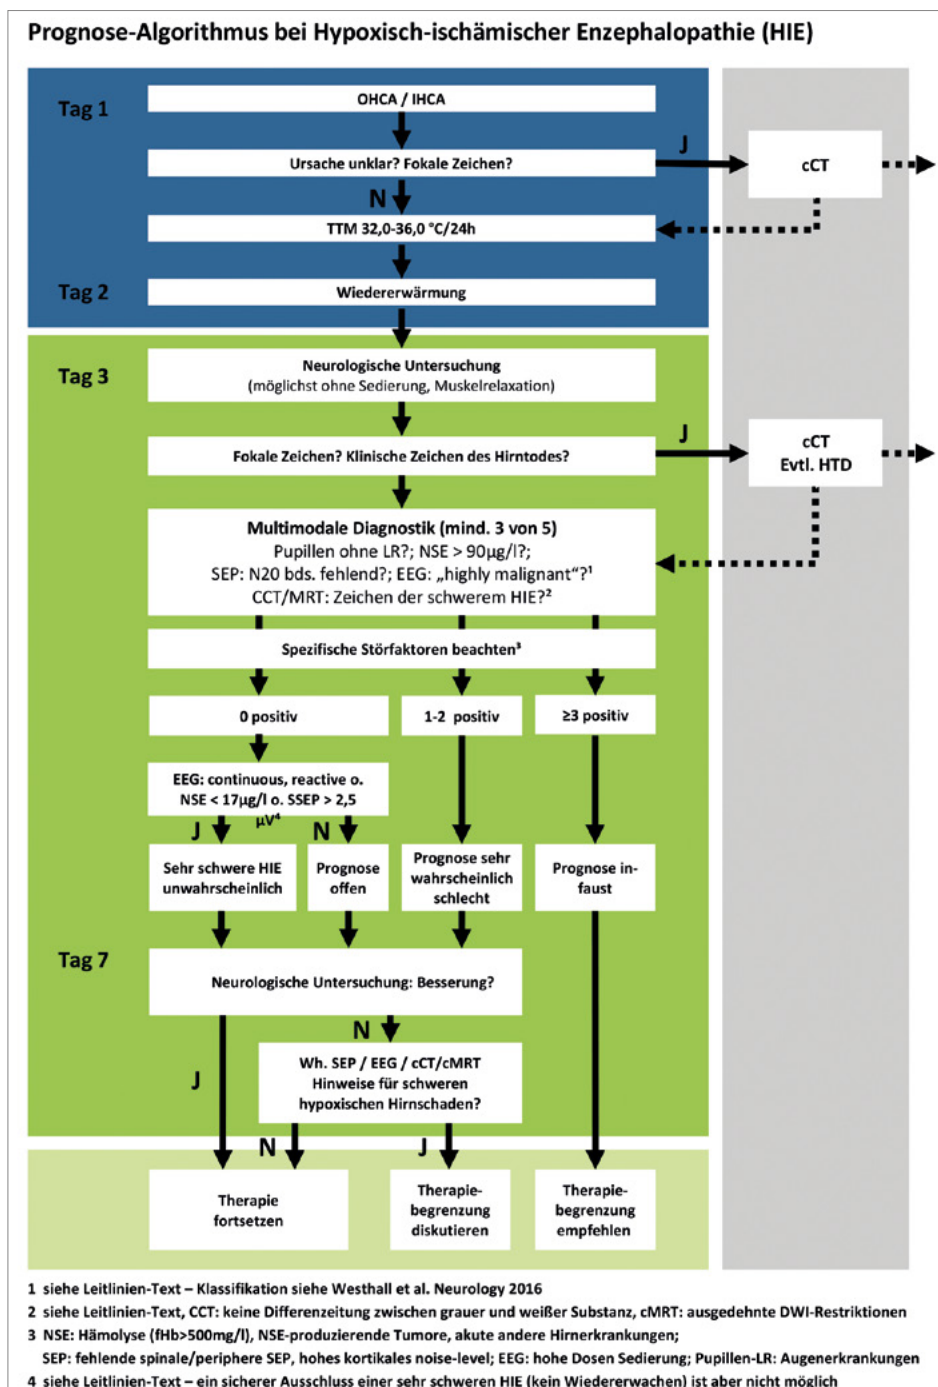 Prognose-Algorithmus bei Hypoxisch-ischämischer Enzephalopathie (HIE)
Tag 1
OHCA / IHCA
Ursache unklar? Fokale Zeichen?
J
cCT
N
TTM 32,0-36,0 °C/24h
Tag 2
Wiedererwärmung
Tag 3
Neurologische Untersuchung
(möglichst ohne Sedierung, Muskelrelaxation)
Fokale Zeichen? Klinische Zeichen des Hirntodes?
J
cCT
Evtl. HTD
Multimodale Diagnostik (mind. 3 von 5)
Pupillen ohne LR?; NSE > 90µg/l?;
SEP: N20 bds. fehlend?; EEG: „highly malignant“?¹
CCT/MRT: Zeichen der schwerem HIE?²
Spezifische Störfaktoren beachten³
0 positiv
1-2 positiv
≥3 positiv
EEG: continuous, reactive o.
NSE < 17µg/l o. SSEP > 2,5
µV⁴
J
N
Sehr schwere HIE
unwahrscheinlich
Prognose
offen
Prognose sehr
wahrscheinlich
schlecht
Prognose in-
faust
Tag 7
Neurologische Untersuchung: Besserung?
N
J
Wh. SEP / EEG / cCT/cMRT
Hinweise für schweren
hypoxischen Hirnschaden?
N
J
Therapie
fortsetzen
Therapie-
begrenzung
diskutieren
Therapie-
begrenzung
empfehlen
1 siehe Leitlinien-Text – Klassifikation siehe Westhall et al. Neurology 2016
2 siehe Leitlinien-Text, CCT: keine Differenzeitung zwischen grauer und weißer Substanz, cMRT: ausgedehnte DWI-Restriktionen
3 NSE: Hämolyse (fHb>500mg/l), NSE-produzierende Tumore, akute andere Hirnerkrankungen;
SEP: fehlende spinale/periphere SEP, hohes kortikales noise-level; EEG: hohe Dosen Sedierung; Pupillen-LR: Augenerkrankungen
4 siehe Leitlinien-Text – ein sicherer Ausschluss einer sehr schweren HIE (kein Wiedererwachen) ist aber nicht möglich